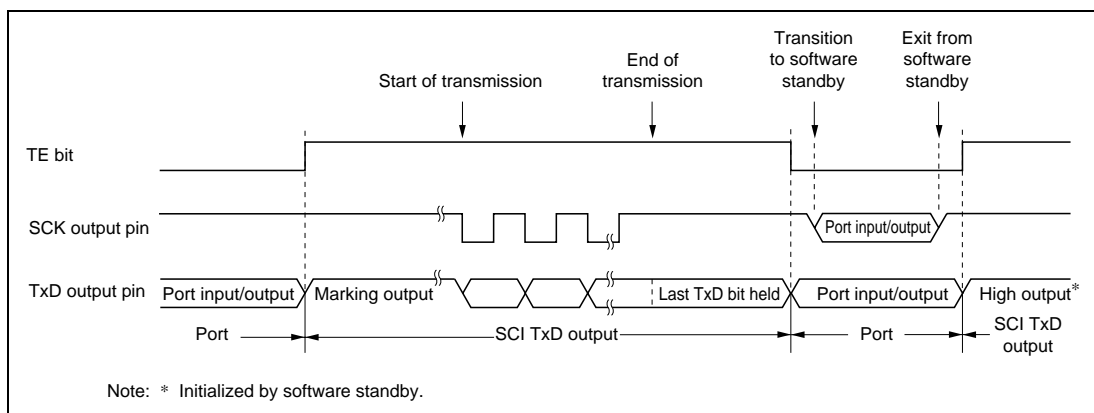 Transition
to software
standby
Exit from
software
standby
Start of transmission
End of
transmission
TE bit
SCK output pin
Port input/output
TxD output pin
Port input/output
Marking output
Last TxD bit held
Port input/output
High output*
Port
SCI TxD output
Port
SCI TxD
output
Note: * Initialized by software standby.